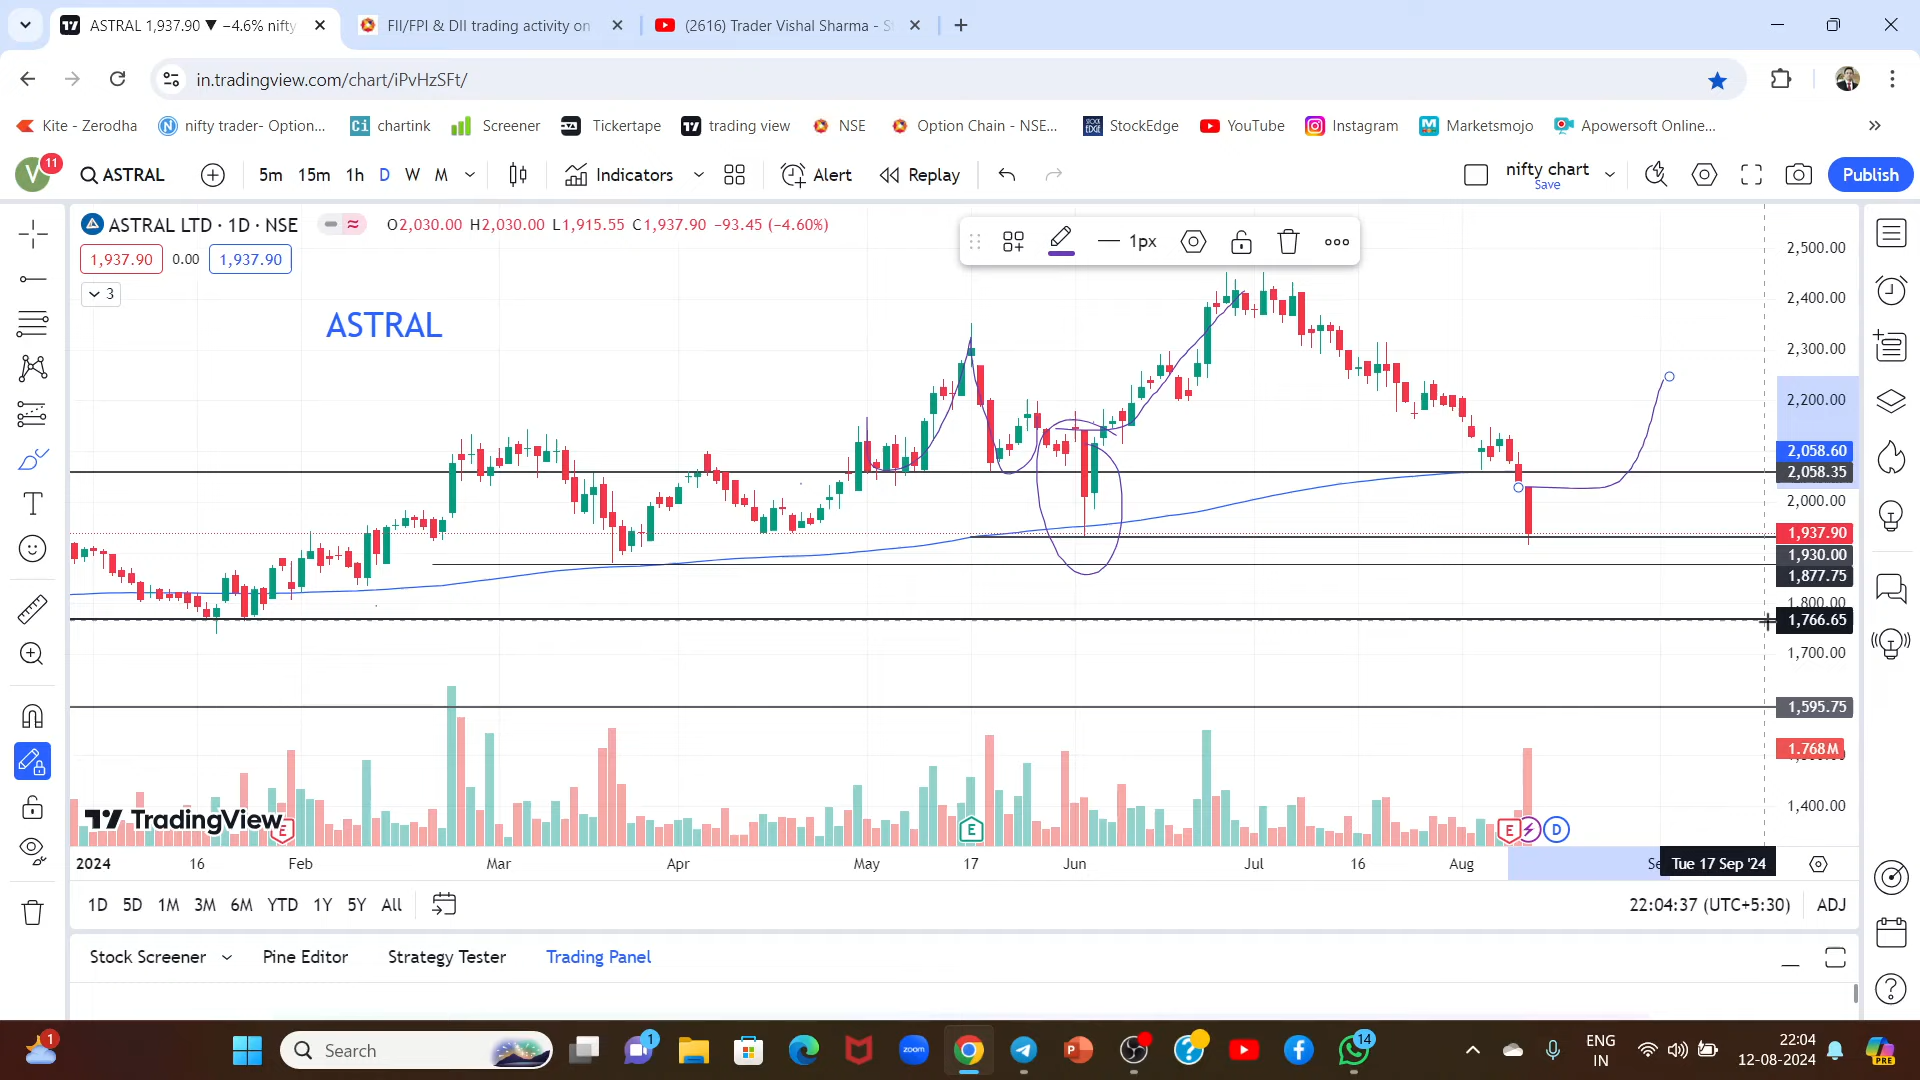 ASTRAL 1,937.90 ▼ −4.6% nifty
FII/FPI & DII trading activity on
(2616) Trader Vishal Sharma - S
in.tradingview.com/chart/iPvHzSFt/
Kite - Zerodha
nifty trader- Option...
Ci chartink
Screener
Tickertape
trading view
NSE
Option Chain - NSE...
STOCK EDGE StockEdge
YouTube
Instagram
Marketsmojo
Apowersoft Online...
V 11 ASTRAL 5m 15m 1h D W M Indicators Alert Replay nifty chart Save Publish
ASTRAL LTD · 1D · NSE O2,030.00 H2,030.00 L1,915.55 C1,937.90 −93.45 (−4.60%)
1,937.90 0.00 1,937.90
1px
3
ASTRAL
2,500.00
2,400.00
2,300.00
2,200.00
2,058.60
2,058.35
2,000.00
1,937.90
1,930.00
1,877.75
1,800.00
1,766.65
1,700.00
1,595.75
1.768M
1,400.00
TradingView
E E E D
2024 16 Feb Mar Apr May 17 Jun Jul 16 Aug Tue 17 Sep '24
1D 5D 1M 3M 6M YTD 1Y 5Y All 22:04:37 (UTC+5:30) ADJ
Stock Screener Pine Editor Strategy Tester Trading Panel
1 Search 1 zoom 14 ENG 22:04
IN 12-08-2024 PRE